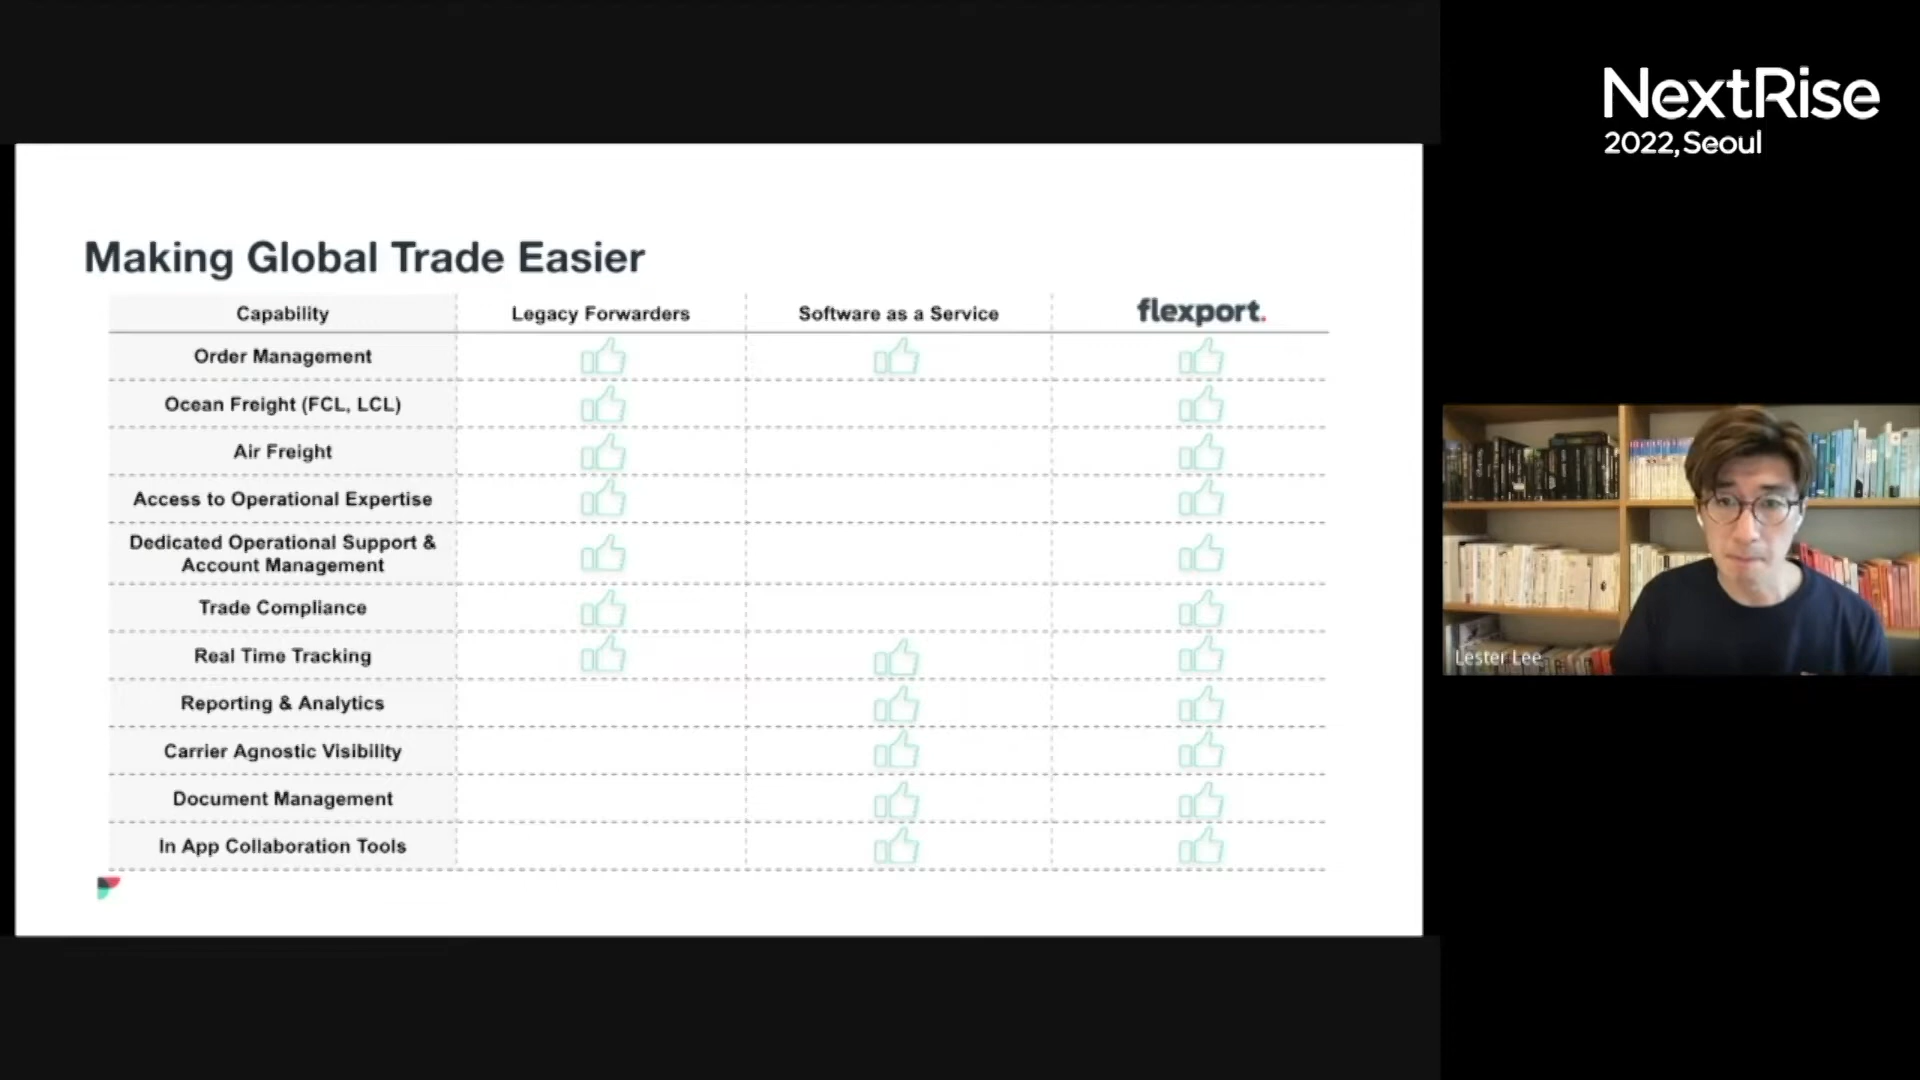 NextRise
2022, Seoul
Making Global Trade Easier
Capability
Legacy Forwarders
Software as a Service
flexport.
Order Management
Ocean Freight (FCL, LCL)
Air Freight
Access to Operational Expertise
Dedicated Operational Support &
Account Management
Trade Compliance
Real Time Tracking
Reporting & Analytics
Carrier Agnostic Visibility
Document Management
In App Collaboration Tools
Lester Lee